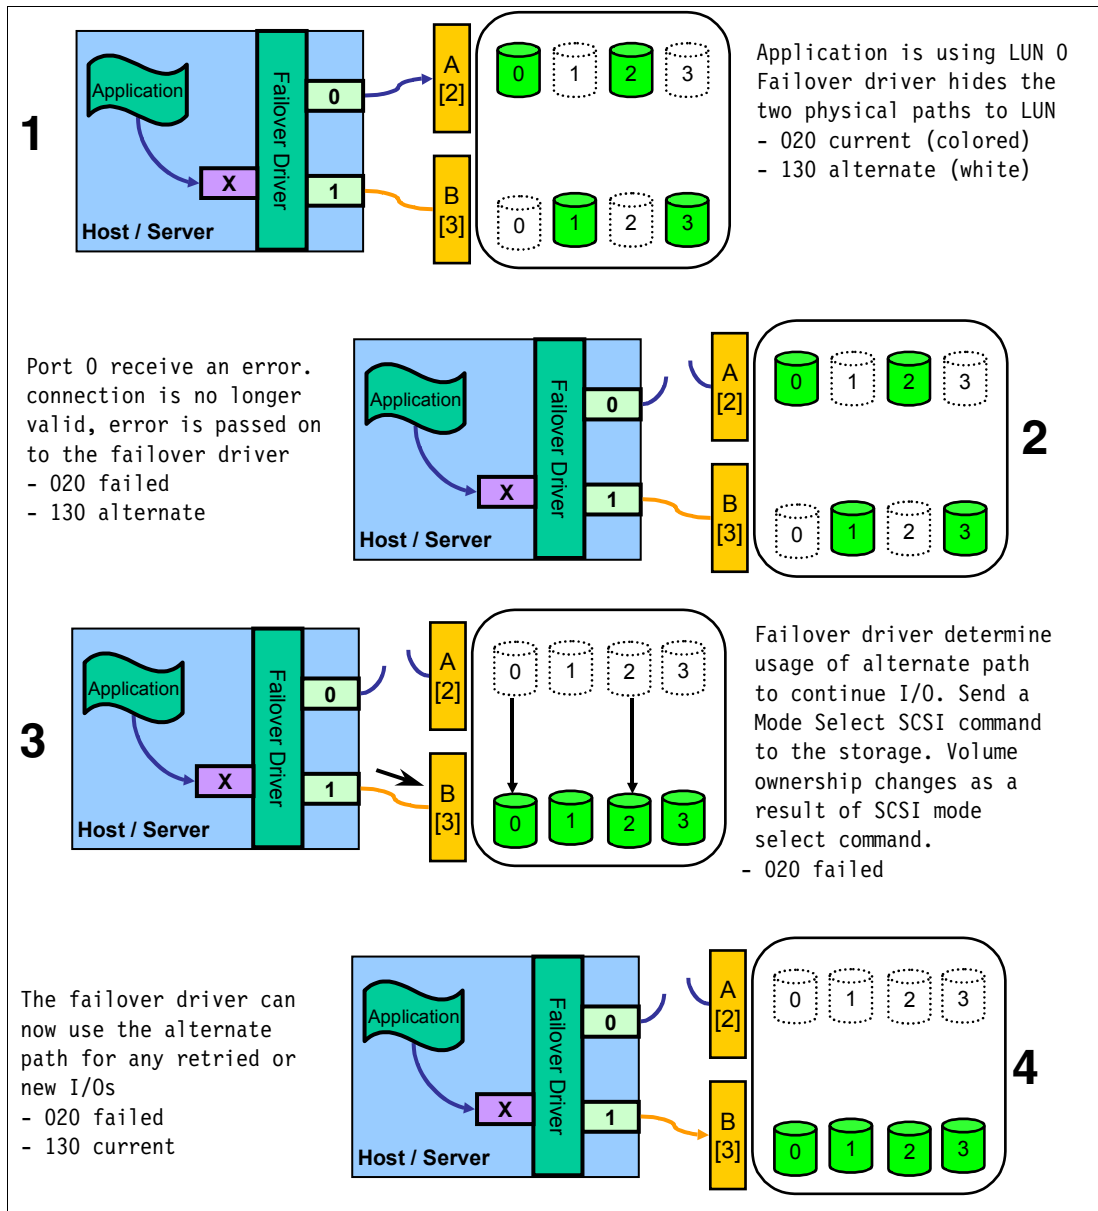 1
Application
Failover Driver
0
1
X
Host / Server
A
[2]
B
[3]
0
1
2
3
0
1
2
3
Application is using LUN 0
Failover driver hides the
two physical paths to LUN
- 020 current (colored)
- 130 alternate (white)
Port 0 receive an error.
connection is no longer
valid, error is passed on
to the failover driver
- 020 failed
- 130 alternate
Application
Failover Driver
0
1
X
Host / Server
A
[2]
B
[3]
0
1
2
3
0
1
2
3
2
3
Application
Failover Driver
0
1
X
Host / Server
A
[2]
B
[3]
0
1
2
3
0
1
2
3
Failover driver determine
usage of alternate path
to continue I/O. Send a
Mode Select SCSI command
to the storage. Volume
ownership changes as a
result of SCSI mode
select command.
- 020 failed
The failover driver can
now use the alternate
path for any retried or
new I/Os
- 020 failed
- 130 current
Application
Failover Driver
0
1
X
Host / Server
A
[2]
B
[3]
0
1
2
3
0
1
2
3
4